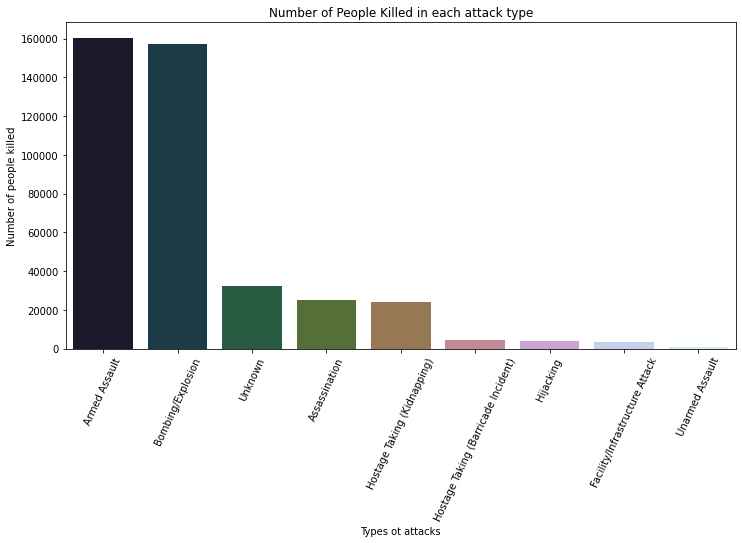 Number of People Killed in each attack type
Number of people killed
160000
140000
120000
100000
80000
60000
40000
20000
0
Armed Assault
Bombing/Explosion
Unknown
Assassination
Hostage Taking (Kidnapping)
Hostage Taking (Barricade Incident)
Hijacking
Facility/Infrastructure Attack
Unarmed Assault
Types ot attacks